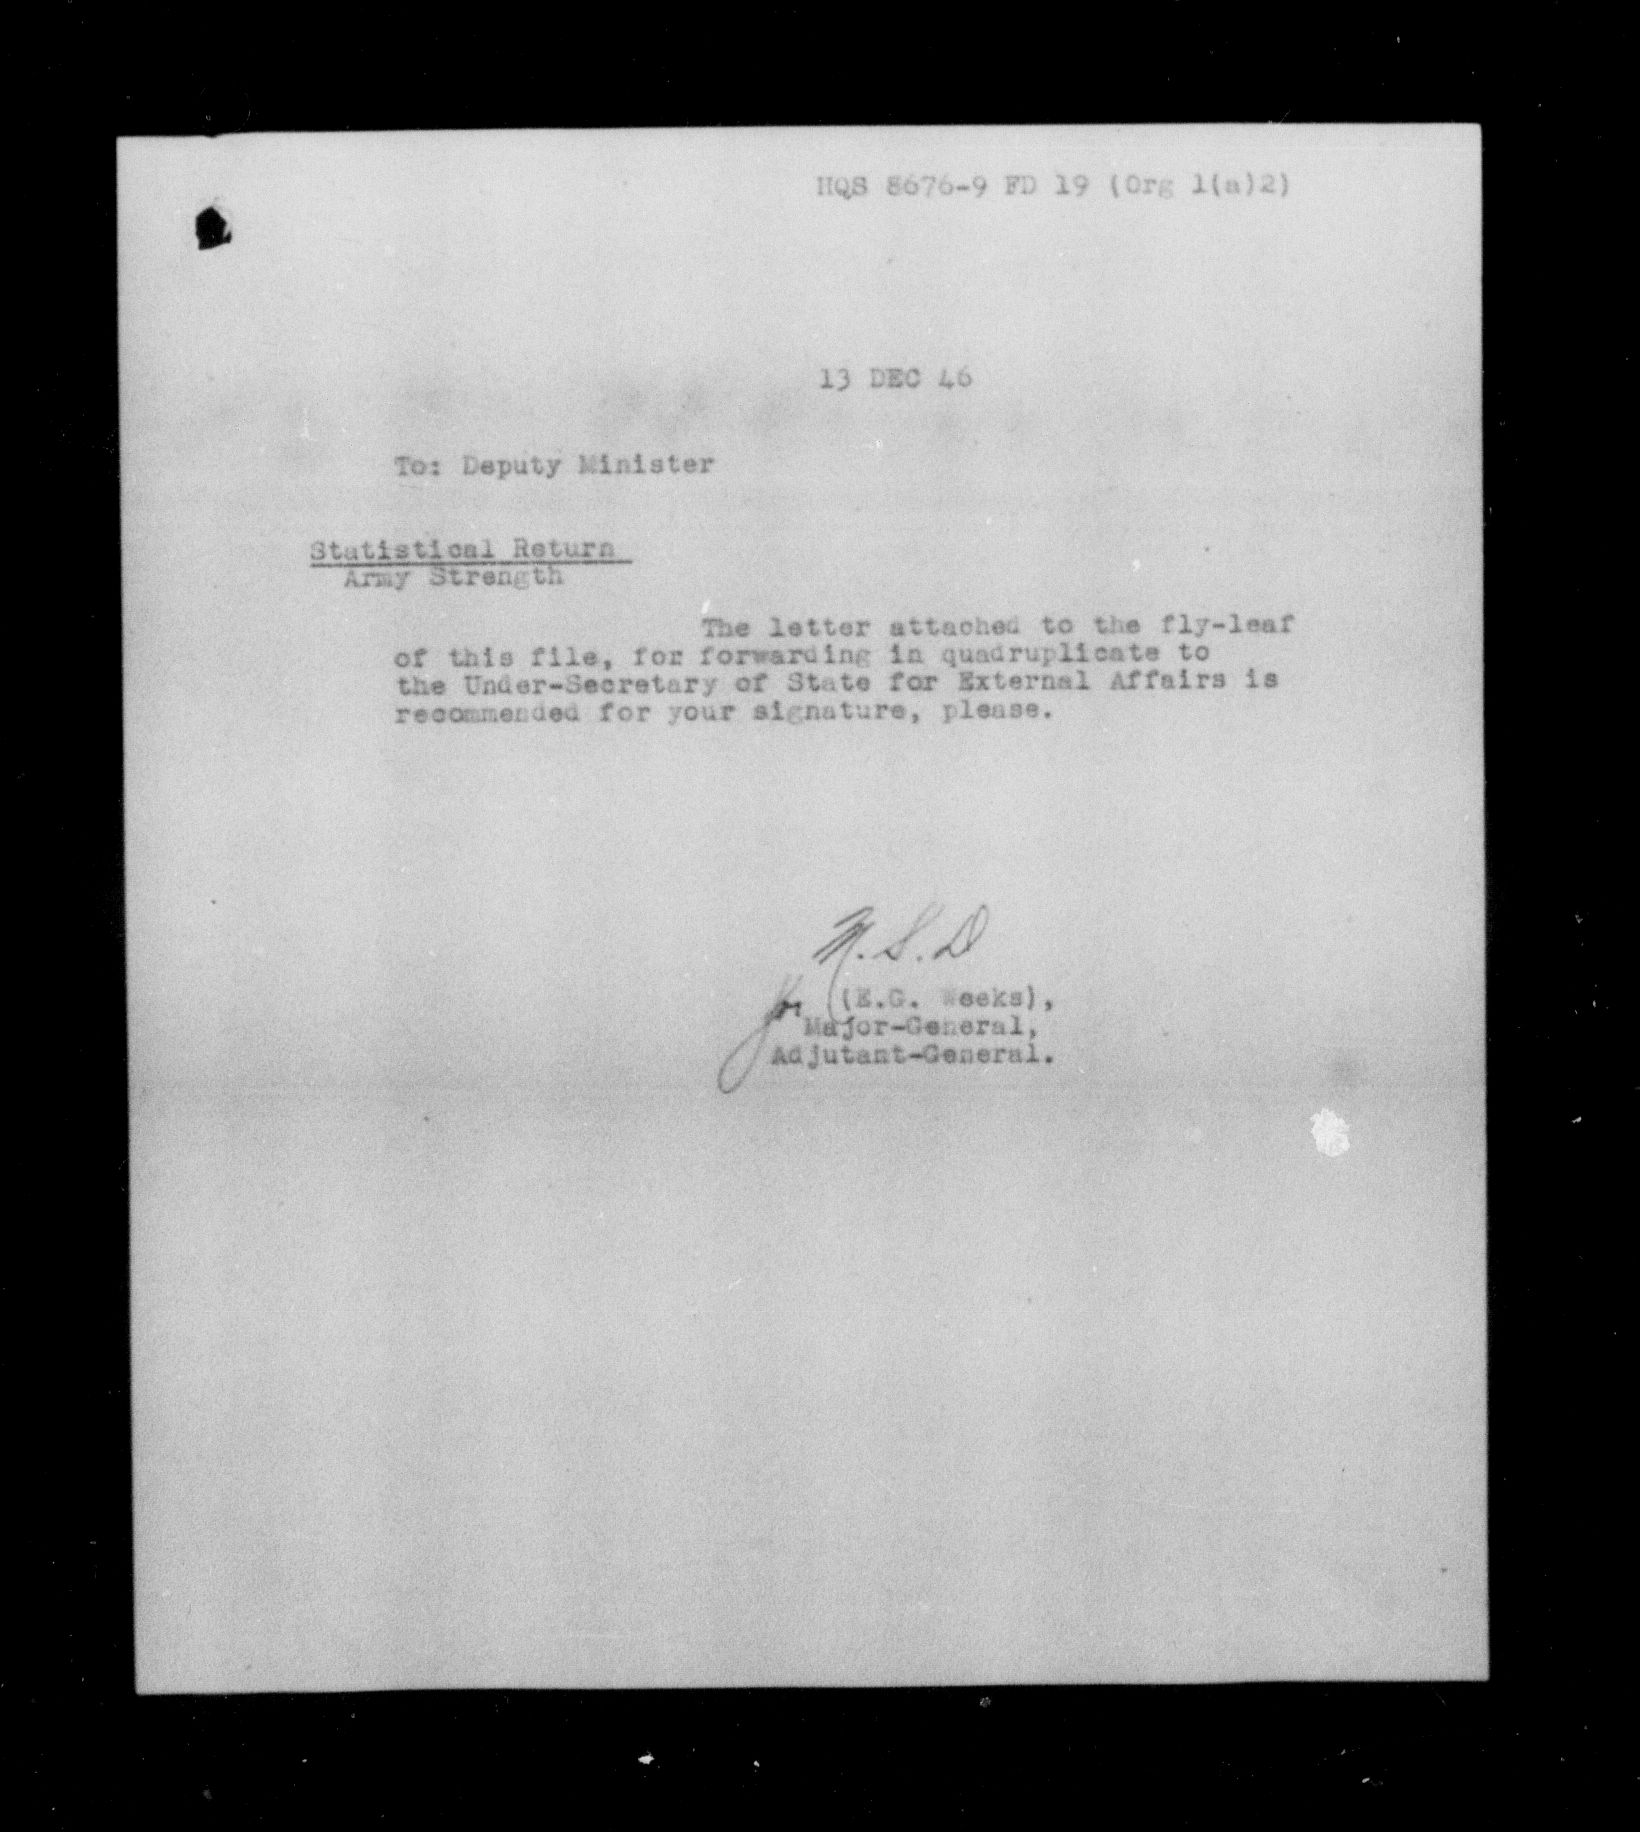 HQS 8676-9 FD 19 (Org 1(a)2)
13 DEC 46
To: Deputy Minister
Statistical Return
Army Strength
The letter attached to the fly-leaf
of this file, for forwarding in quadruplicate to
the Under-Secretary of State for External Affairs is
recommended for your signature, please.
N.S.D
for (E.G. Weeks),
Major-General,
Adjutant-General.